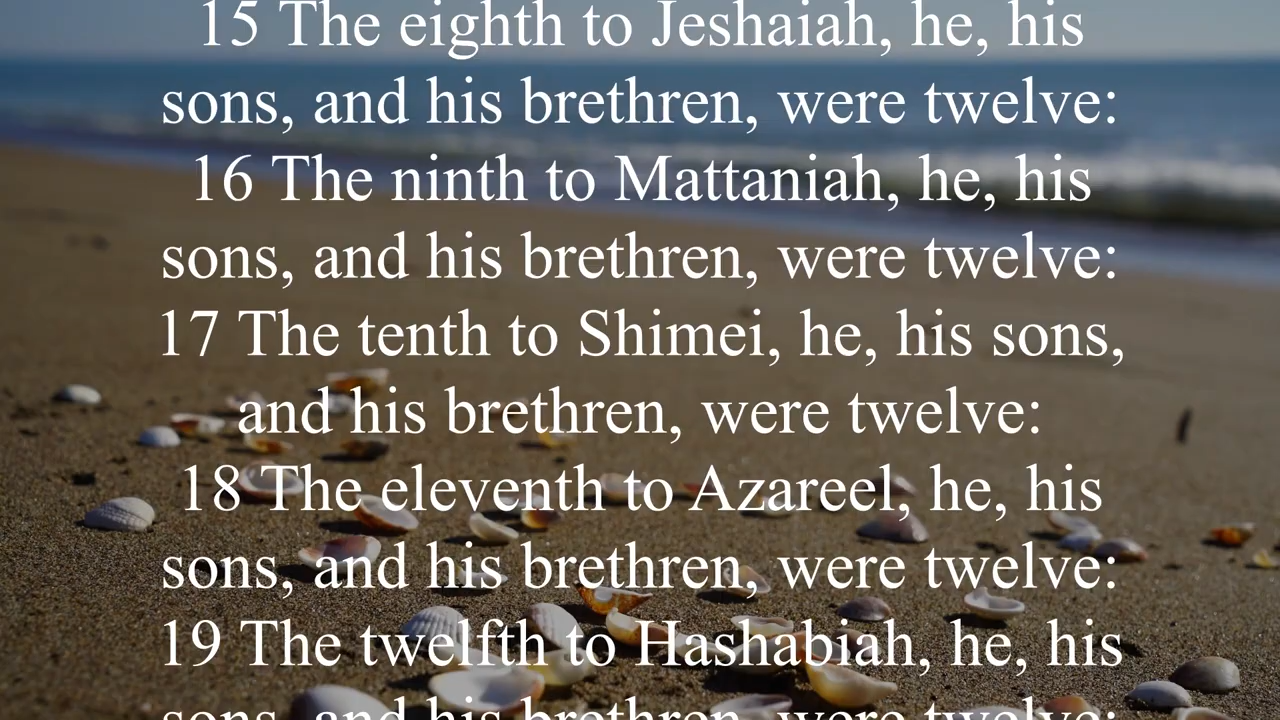 15 The eighth to Jeshaiah, he, his
sons, and his brethren, were twelve:
16 The ninth to Mattaniah, he, his
sons, and his brethren, were twelve:
17 The tenth to Shimei, he, his sons,
and his brethren, were twelve:
18 The eleventh to Azareel, he, his
sons, and his brethren, were twelve:
19 The twelfth to Hashabiah, he, his
sons, and his brethren, were twelve: